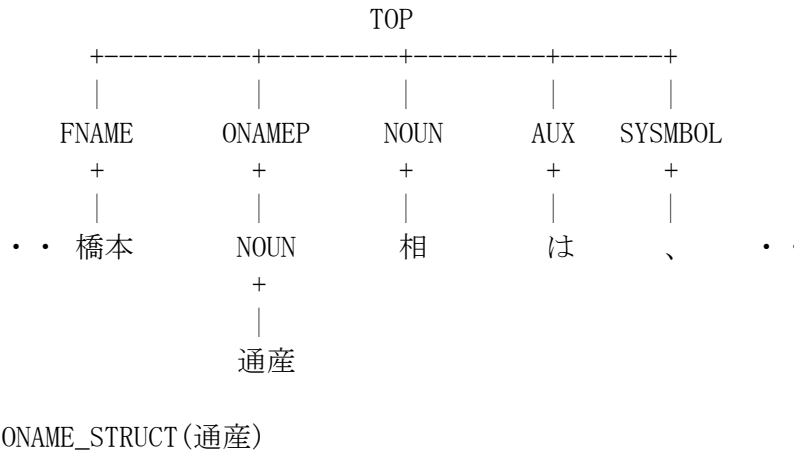 TOP
FNAME ONAMEP NOUN AUX SYSMBOL
・・ 橋本 NOUN 相 は 、 ・・
通産
ONAME_STRUCT(通産)